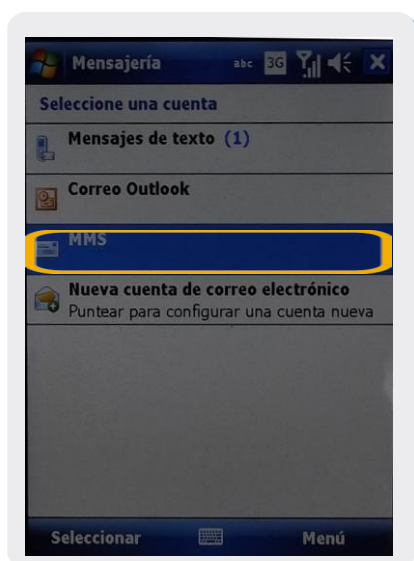 Mensajería abc 3G
Seleccione una cuenta
Mensajes de texto (1)
Correo Outlook
MMS
Nueva cuenta de correo electrónico
Puntear para configurar una cuenta nueva
Seleccionar Menú